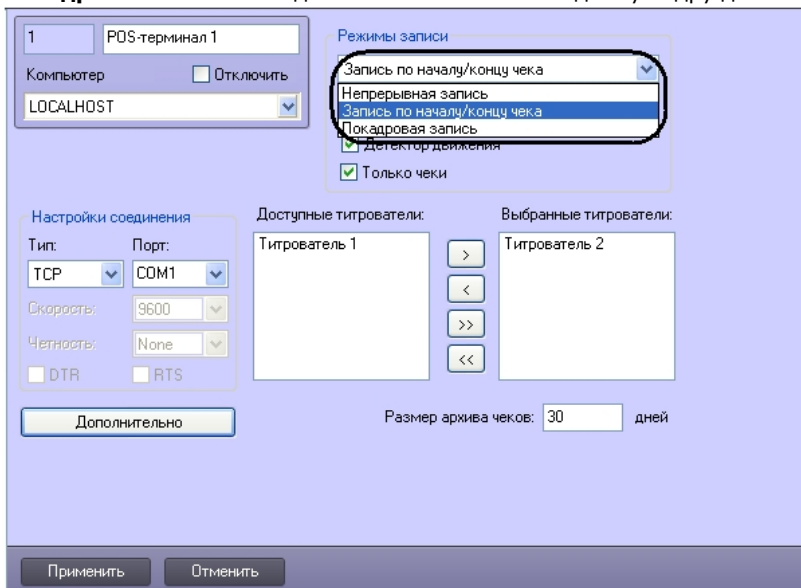 1 POS-терминал 1
Компьютер Отключить
LOCALHOST
Режимы записи
Запись по началу/концу чека
Непрерывная запись
Запись по началу/концу чека
Покадровая запись
Детектор движения
Только чеки
Настройки соединения
Тип: Порт:
TCP COM1
Скорость: 9600
Четность: None
DTR RTS
Дополнительно
Доступные титрователи:
Титрователь 1
>
<
>>
<<
Выбранные титрователи:
Титрователь 2
Размер архива чеков: 30 дней
Применить Отменить